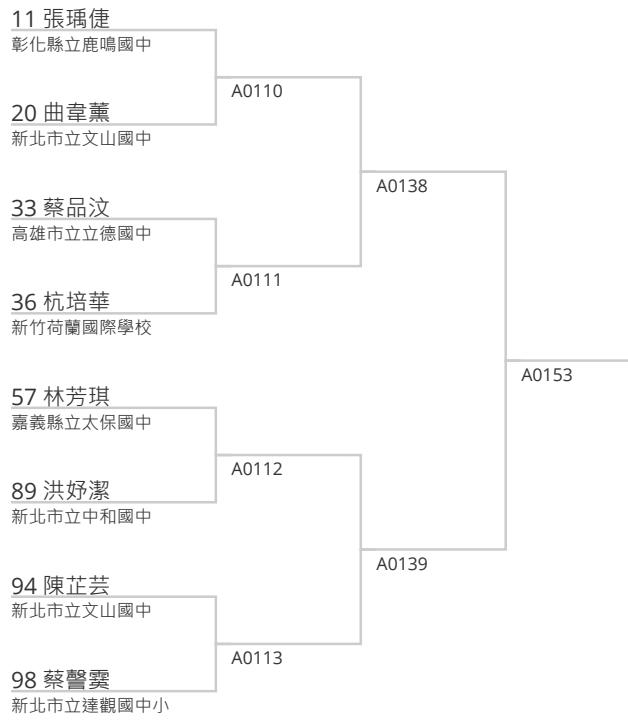 11 張瑀倢
彰化縣立鹿鳴國中
A0110
20 曲韋薰
新北市立文山國中
A0138
33 蔡品汶
高雄市立立德國中
A0111
36 杭培華
新竹荷蘭國際學校
A0153
57 林芳琪
嘉義縣立太保國中
A0112
89 洪妤潔
新北市立中和國中
A0139
94 陳芷芸
新北市立文山國中
A0113
98 蔡謦霙
新北市立達觀國中小